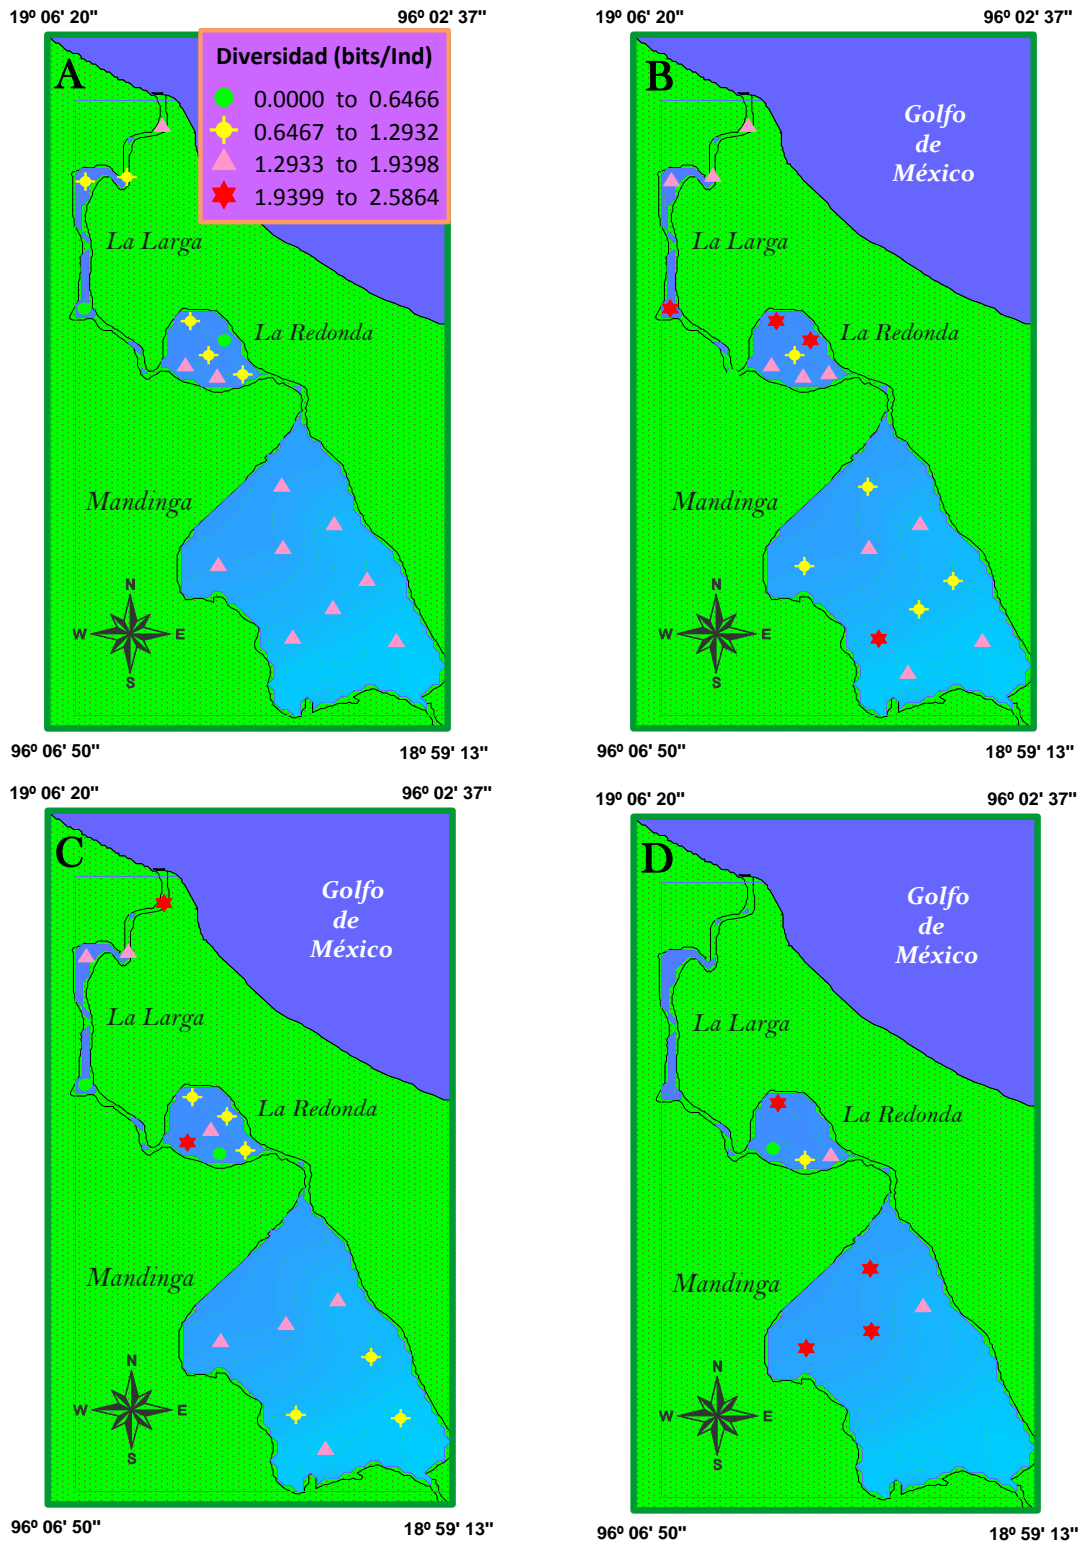 19º 06' 20" 96º 02' 37"
A
Diversidad (bits/Ind)
0.0000 to 0.6466
0.6467 to 1.2932
1.2933 to 1.9398
1.9399 to 2.5864
La Larga
La Redonda
Mandinga
N
W E
S
96º 06' 50" 18º 59' 13"
19º 06' 20" 96º 02' 37"
B
Golfo
de
México
La Larga
La Redonda
Mandinga
N
W E
S
96º 06' 50" 18º 59' 13"
19º 06' 20" 96º 02' 37"
C
Golfo
de
México
La Larga
La Redonda
Mandinga
N
W E
S
96º 06' 50" 18º 59' 13"
19º 06' 20" 96º 02' 37"
D
Golfo
de
México
La Larga
La Redonda
Mandinga
N
W E
S
96º 06' 50" 18º 59' 13"